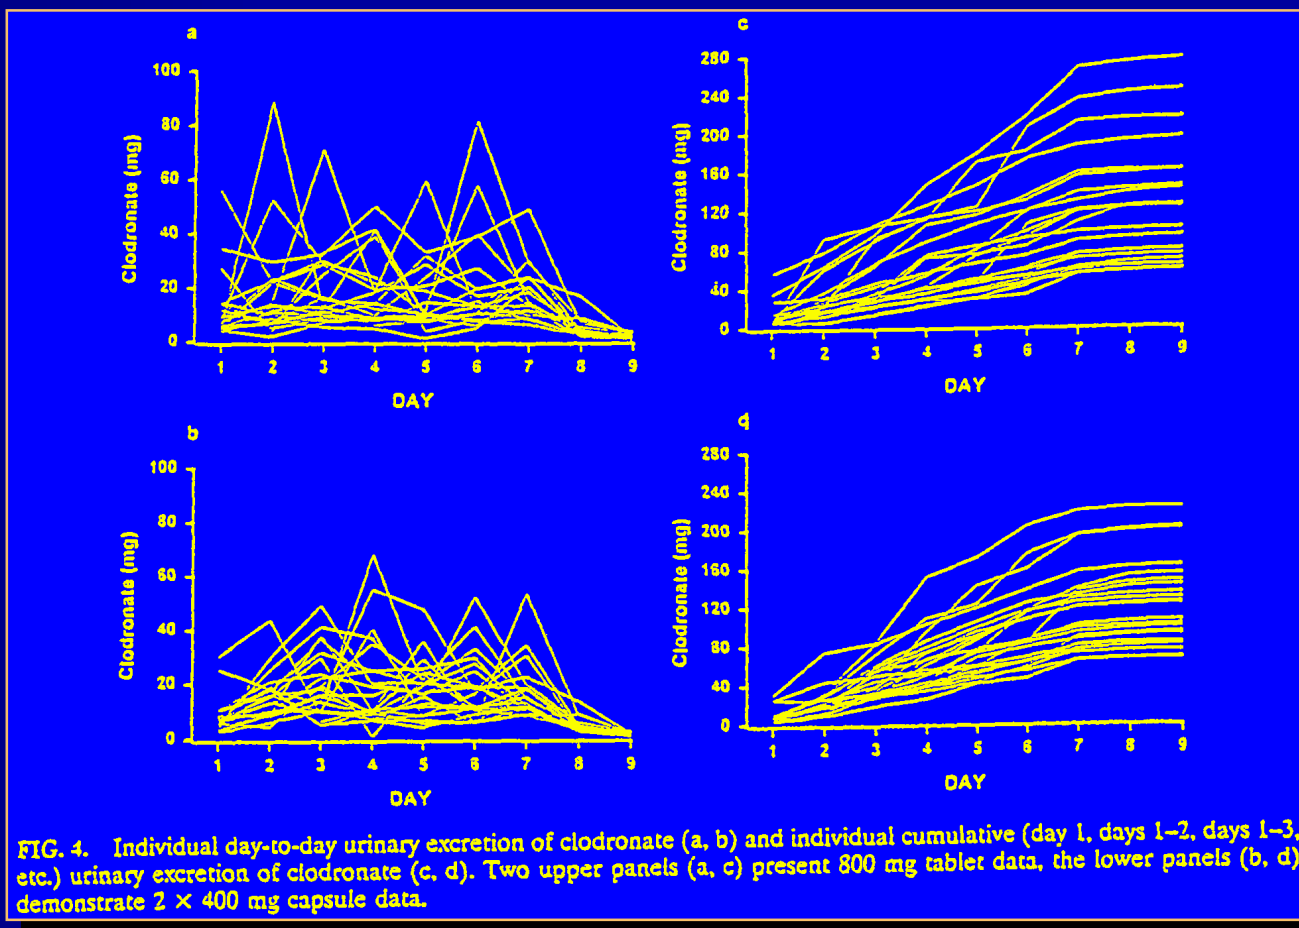 a
100
80
60
40
20
0
Clodronate (mg)
1 2 3 4 5 6 7 8 9
DAY
c
280
240
200
160
120
80
40
0
Clodronate (mg)
1 2 3 4 5 6 7 8 9
DAY
b
100
80
60
40
20
0
Clodronate (mg)
1 2 3 4 5 6 7 8 9
DAY
d
280
240
200
160
120
80
40
0
Clodronate (mg)
1 2 3 4 5 6 7 8 9
DAY
FIG. 4. Individual day-to-day urinary excretion of clodronate (a, b) and individual cumulative (day 1, days 1–2, days 1–3,
etc.) urinary excretion of clodronate (c, d). Two upper panels (a, c) present 800 mg tablet data, the lower panels (b, d)
demonstrate 2 × 400 mg capsule data.